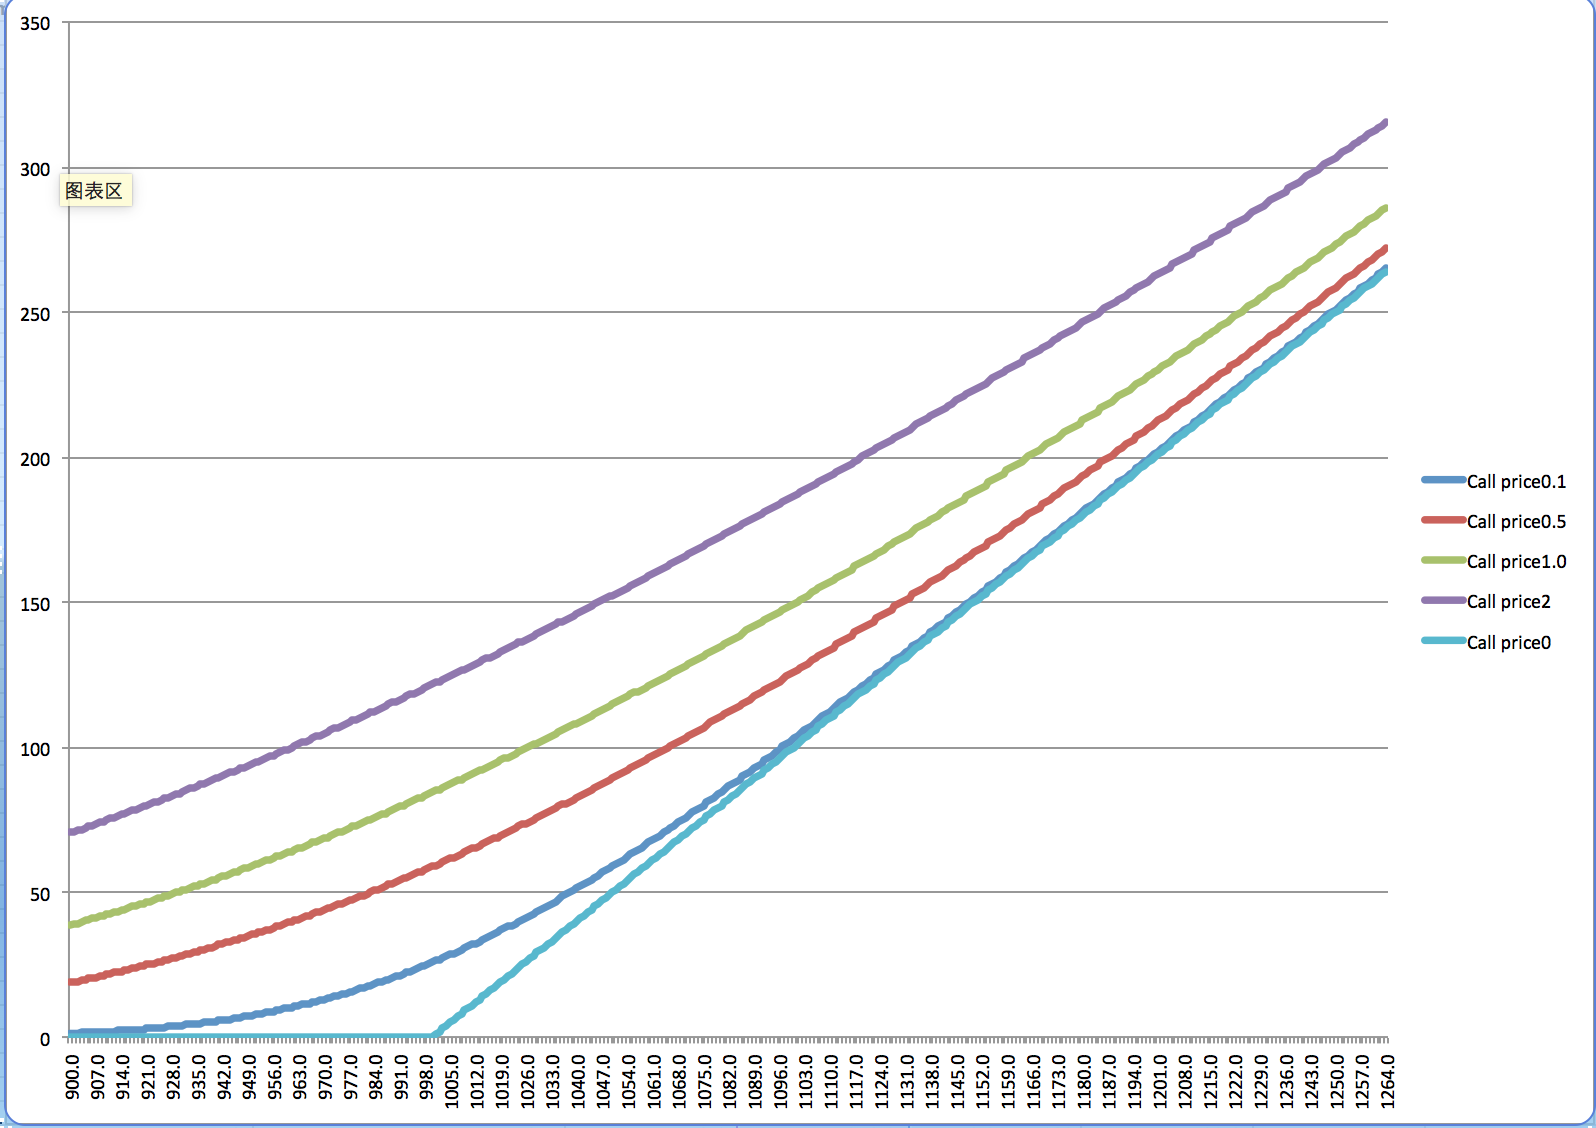 350
300
图表区
250
200
150
100
50
0
900.0 907.0 914.0 921.0 928.0 935.0 942.0 949.0 956.0 963.0 970.0 977.0 984.0 991.0 998.0 1005.0 1012.0 1019.0 1026.0 1033.0 1040.0 1047.0 1054.0 1061.0 1068.0 1075.0 1082.0 1089.0 1096.0 1103.0 1110.0 1117.0 1124.0 1131.0 1138.0 1145.0 1152.0 1159.0 1166.0 1173.0 1180.0 1187.0 1194.0 1201.0 1208.0 1215.0 1222.0 1229.0 1236.0 1243.0 1250.0 1257.0 1264.0
Call price0.1
Call price0.5
Call price1.0
Call price2
Call price0